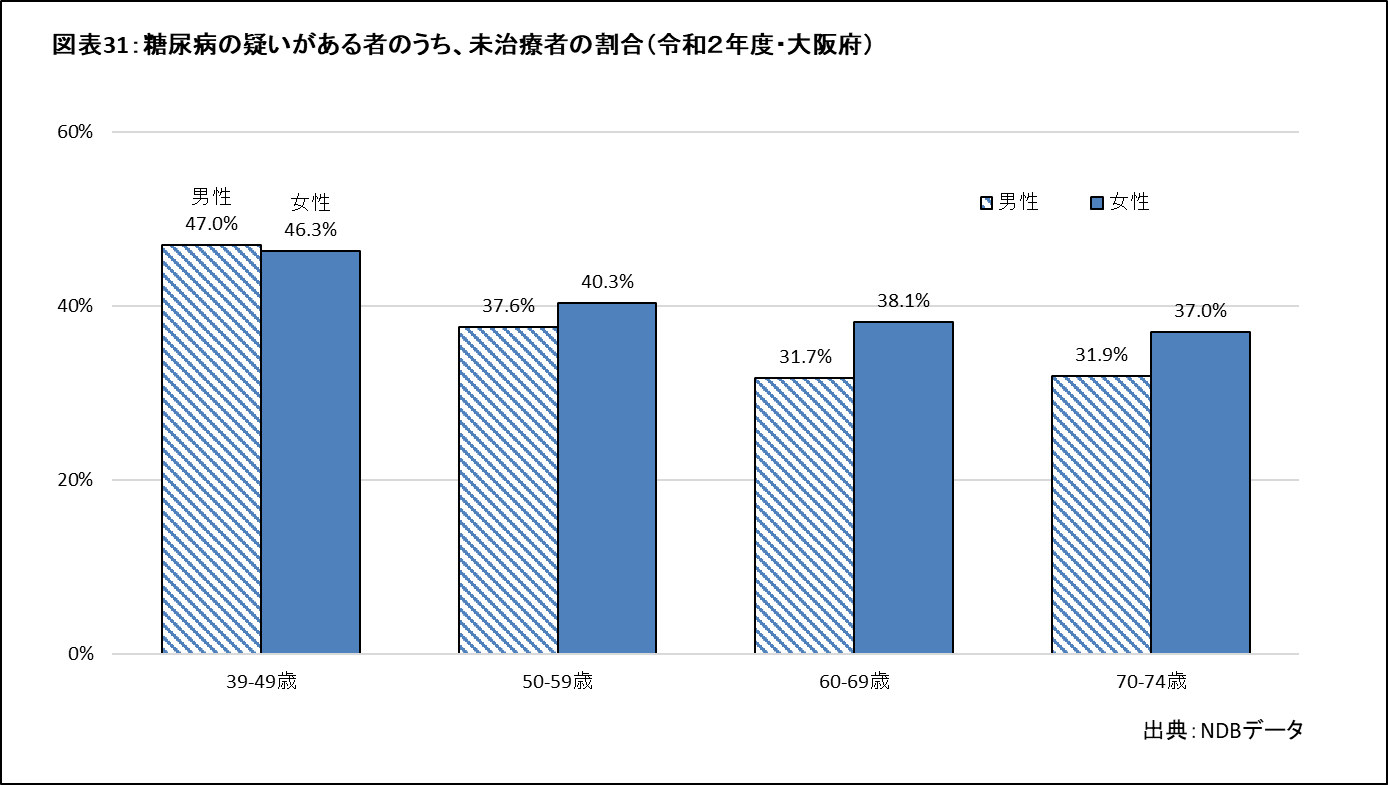 図表31：糖尿病の疑いがある者のうち、未治療者の割合（令和２年度・大阪府）
60%
男性 女性
男性
47.0%
女性
46.3%
40.3%
40%
37.6%
38.1%
37.0%
31.7%
31.9%
20%
0%
39-49歳 50-59歳 60-69歳 70-74歳
出典：NDBデータ